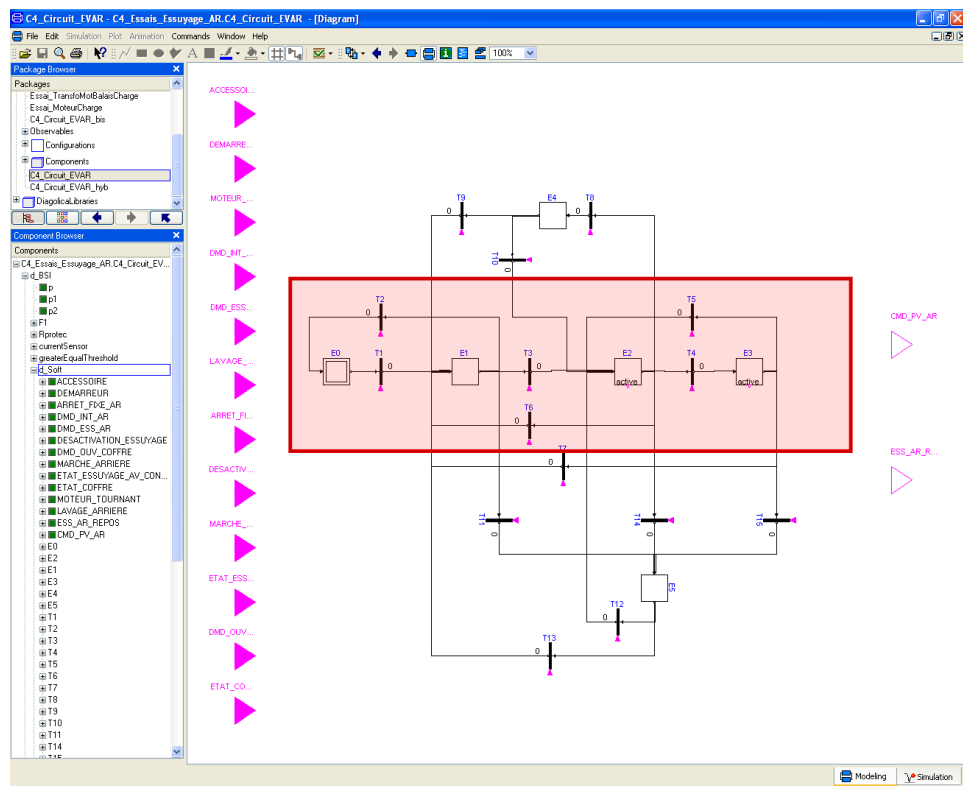 C4_Circuit_EVAR - C4_Essais_Essuyage_AR.C4_Circuit_EVAR - [Diagram]
File Edit Simulation Plot Animation Commands Window Help
100%
Package Browser
Packages
Essai_TransfoMotBalaisCharge
Essai_MoteurCharge
C4_Circuit_EVAR_bis
Observables
Configurations
Components
C4_Circuit_EVAR
C4_Circuit_EVAR_hyb
DiagolicaLibraries
Component Browser
Components
C4_Essais_Essuyage_AR.C4_Circuit_EV...
d_BSI
p
p1
p2
F1
Rprotec
currentSensor
greaterEqualThreshold
d_Soft
ACCESSOIRE
DEMARREUR
ARRET_FIXE_AR
DMD_INT_AR
DMD_ESS_AR
DESACTIVATION_ESSUYAGE
DMD_OUV_COFFRE
MARCHE_ARRIERE
ETAT_ESSUYAGE_AV_CON...
ETAT_COFFRE
MOTEUR_TOURNANT
LAVAGE_ARRIERE
ESS_AR_REPOS
CMD_PV_AR
E0
E2
E1
E3
E4
E5
T1
T2
T3
T4
T5
T6
T7
T8
T9
T10
T11
T14
T15
ACCESSOI...
DEMARRE...
MOTEUR_...
DMD_INT_...
DMD_ESS...
LAVAGE_...
ARRET_FI...
DESACTIV...
MARCHE_...
ETAT_ESS...
DMD_OUV...
ETAT_CO...
T9
0
E4
T8
0
T10
0
T2
0
T5
0
E0
T1
0
E1
T3
0
E2
active
T4
0
E3
active
T6
0
T7
0
T11
0
T14
0
T15
0
E5
T12
0
T13
0
CMD_PV_AR
ESS_AR_R...
Modeling
Simulation